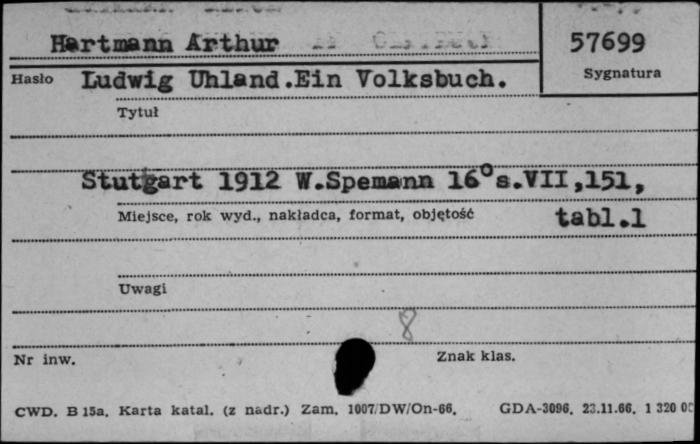 Hartmann Arthur
57699
Hasło Ludwig Uhland.Ein Volksbuch.
Sygnatura
Tytuł
Stuttgart 1912 W.Spemann 16° s.VII,151,
Miejsce, rok wyd., nakładca, format, objętość tabl.1
Uwagi
8
Nr inw. Znak klas.
CWD. B 15a. Karta katal. (z nadr.) Zam. 1007/DW/On-66. GDA-3096. 23.11.66. 1 320 00